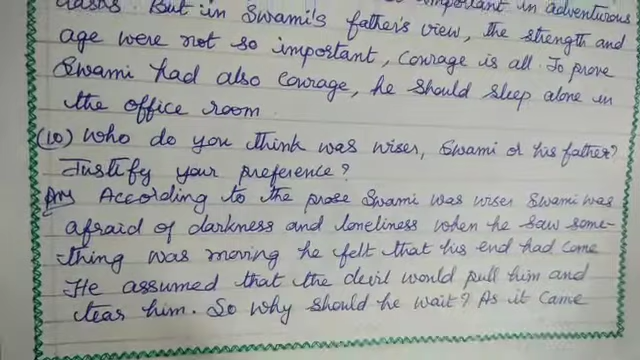 tasks. But in Swami's father's view, the strength and
important in adventurous
age were not so important, courage is all. To prove
Swami had also courage, he should sleep alone in
the office room.
(10) Who do you think was wiser, Swami or his father?
Justify your preference?
Ans According to the prose Swami was wiser Swami was
afraid of darkness and loneliness when he saw some-
thing was moving he felt that his end had come
He assumed that the devil would pull him and
tear him. So why should he wait? As it came